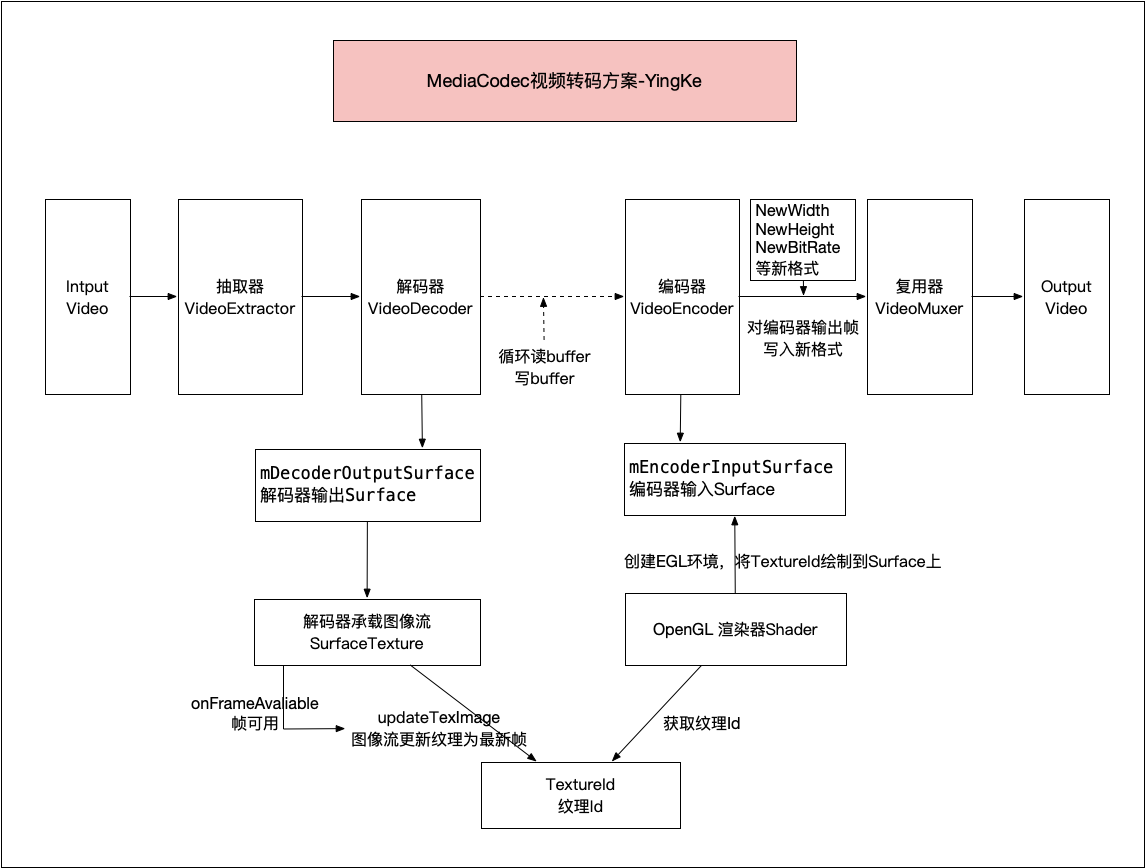 MediaCodec视频转码方案-YingKe
Intput
Video
抽取器
VideoExtractor
解码器
VideoDecoder
循环读buffer
写buffer
编码器
VideoEncoder
NewWidth
NewHeight
NewBitRate
等新格式
对编码器输出帧
写入新格式
复用器
VideoMuxer
Output
Video
mDecoderOutputSurface
解码器输出Surface
mEncoderInputSurface
编码器输入Surface
创建EGL环境，将TextureId绘制到Surface上
解码器承载图像流
SurfaceTexture
OpenGL 渲染器Shader
onFrameAvaliable
帧可用
updateTexImage
图像流更新纹理为最新帧
获取纹理Id
TextureId
纹理Id